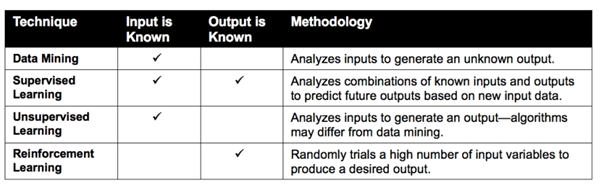 Technique Input is Known Output is Known Methodology
Data Mining ✓ Analyzes inputs to generate an unknown output.
Supervised Learning ✓ ✓ Analyzes combinations of known inputs and outputs
to predict future outputs based on new input data.
Unsupervised Learning ✓ Analyzes inputs to generate an output—algorithms
may differ from data mining.
Reinforcement Learning ✓ Randomly trials a high number of input variables to
produce a desired output.